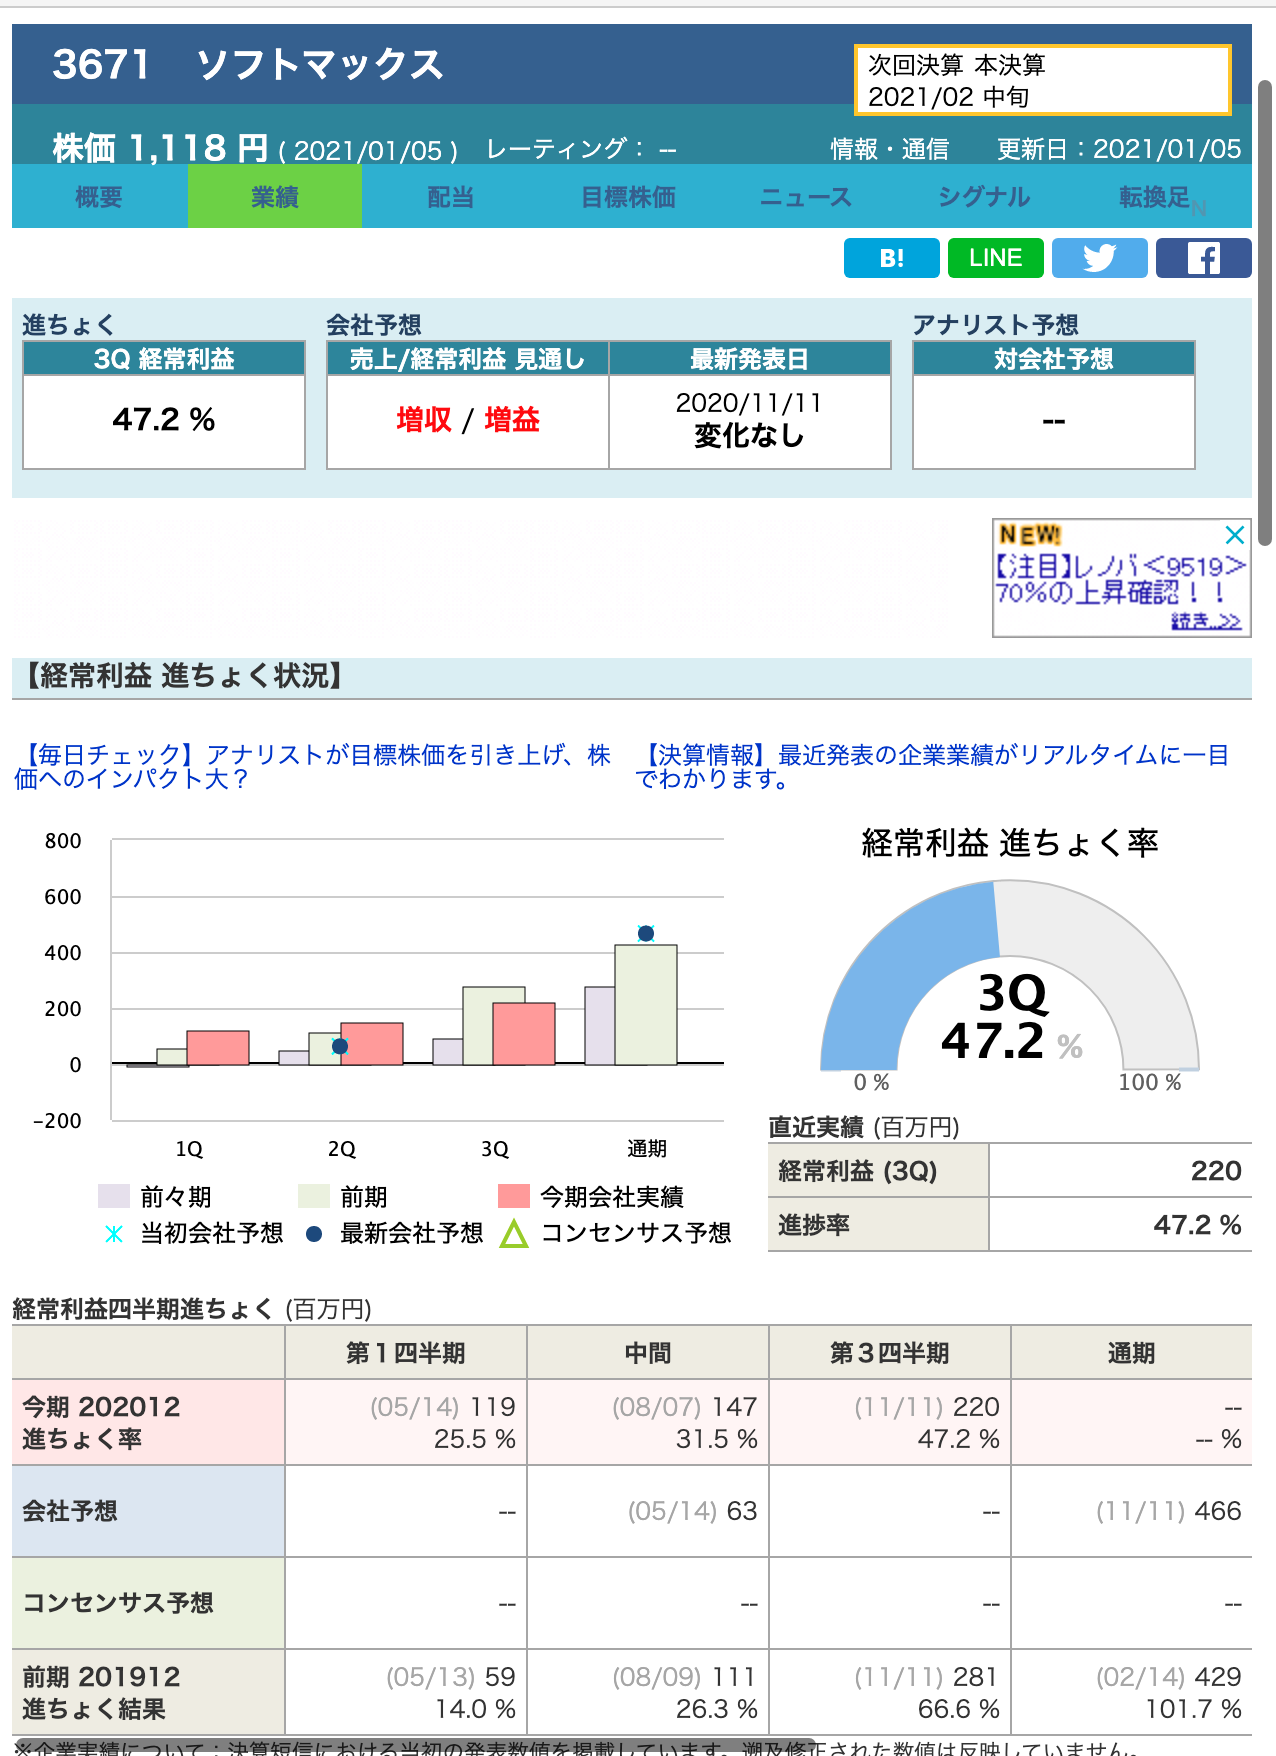 3671 ソフトマックス
次回決算 本決算
2021/02 中旬
株価 1,118 円 ( 2021/01/05 ) レーティング： -- 情報・通信 更新日：2021/01/05
概要 業績 配当 目標株価 ニュース シグナル 転換足
N
B! LINE
進ちょく 会社予想 アナリスト予想
3Q 経常利益 売上/経常利益 見通し 最新発表日 対会社予想
47.2 % 増収 / 増益 2020/11/11 --
変化なし
NEW!
【注目】レノバ<9519>
70%の上昇確認！！
続き..>>
【経常利益 進ちょく状況】
【毎日チェック】アナリストが目標株価を引き上げ、株
価へのインパクト大？
【決算情報】最近発表の企業業績がリアルタイムに一目
でわかります。
800
600
400
200
0
-200
1Q 2Q 3Q 通期
前々期 前期 今期会社実績
当初会社予想 最新会社予想 コンセンサス予想
経常利益 進ちょく率
3Q
47.2 %
0 % 100 %
直近実績 (百万円)
経常利益 (3Q) 220
進捗率 47.2 %
経常利益四半期進ちょく (百万円)
第１四半期 中間 第３四半期 通期
今期 202012 (05/14) 119 (08/07) 147 (11/11) 220 --
進ちょく率 25.5 % 31.5 % 47.2 % -- %
会社予想 -- (05/14) 63 -- (11/11) 466
コンセンサス予想 -- -- -- --
前期 201912 (05/13) 59 (08/09) 111 (11/11) 281 (02/14) 429
進ちょく結果 14.0 % 26.3 % 66.6 % 101.7 %
※企業実績について：決算短信における当初の発表数値を掲載しています。遡及修正された数値は反映していません。